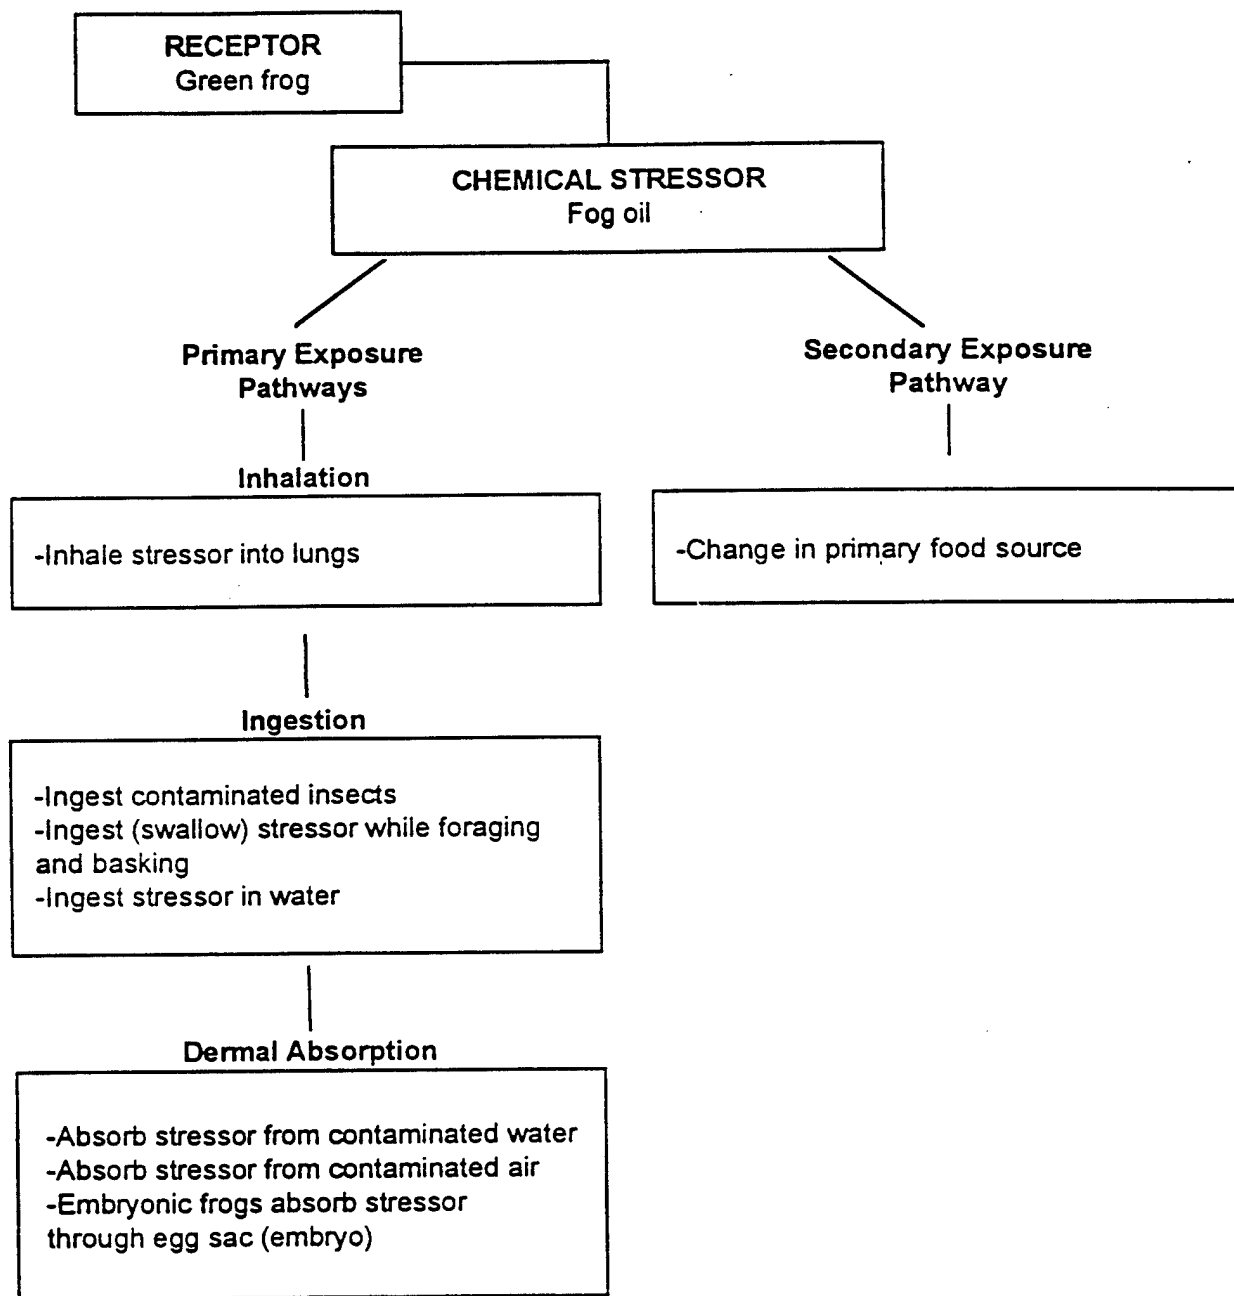 RECEPTOR
Green frog
CHEMICAL STRESSOR
Fog oil
Primary Exposure
Pathways
Secondary Exposure
Pathway
Inhalation
-Inhale stressor into lungs
-Change in primary food source
Ingestion
-Ingest contaminated insects
-Ingest (swallow) stressor while foraging
and basking
-Ingest stressor in water
Dermal Absorption
-Absorb stressor from contaminated water
-Absorb stressor from contaminated air
-Embryonic frogs absorb stressor
through egg sac (embryo)